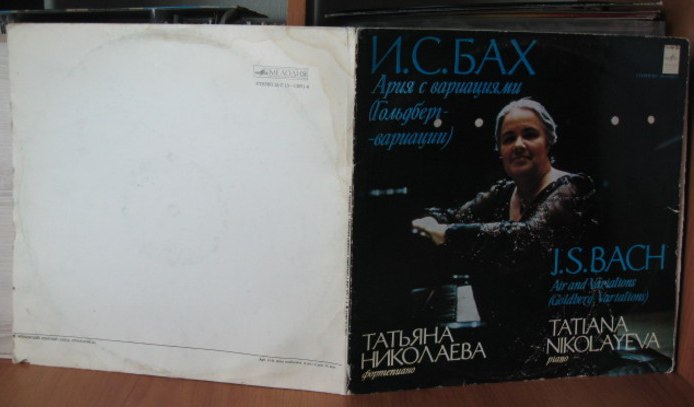 МЕЛОДИЯ
И.С.БАХ
Ария с вариациями
(Гольдберг-
-вариации)
J.S.BACH
Air and Variations
(Goldberg Variations)
ТАТЬЯНА
НИКОЛАЕВА
фортепиано
TATIANA
NIKOLAYEVA
piano